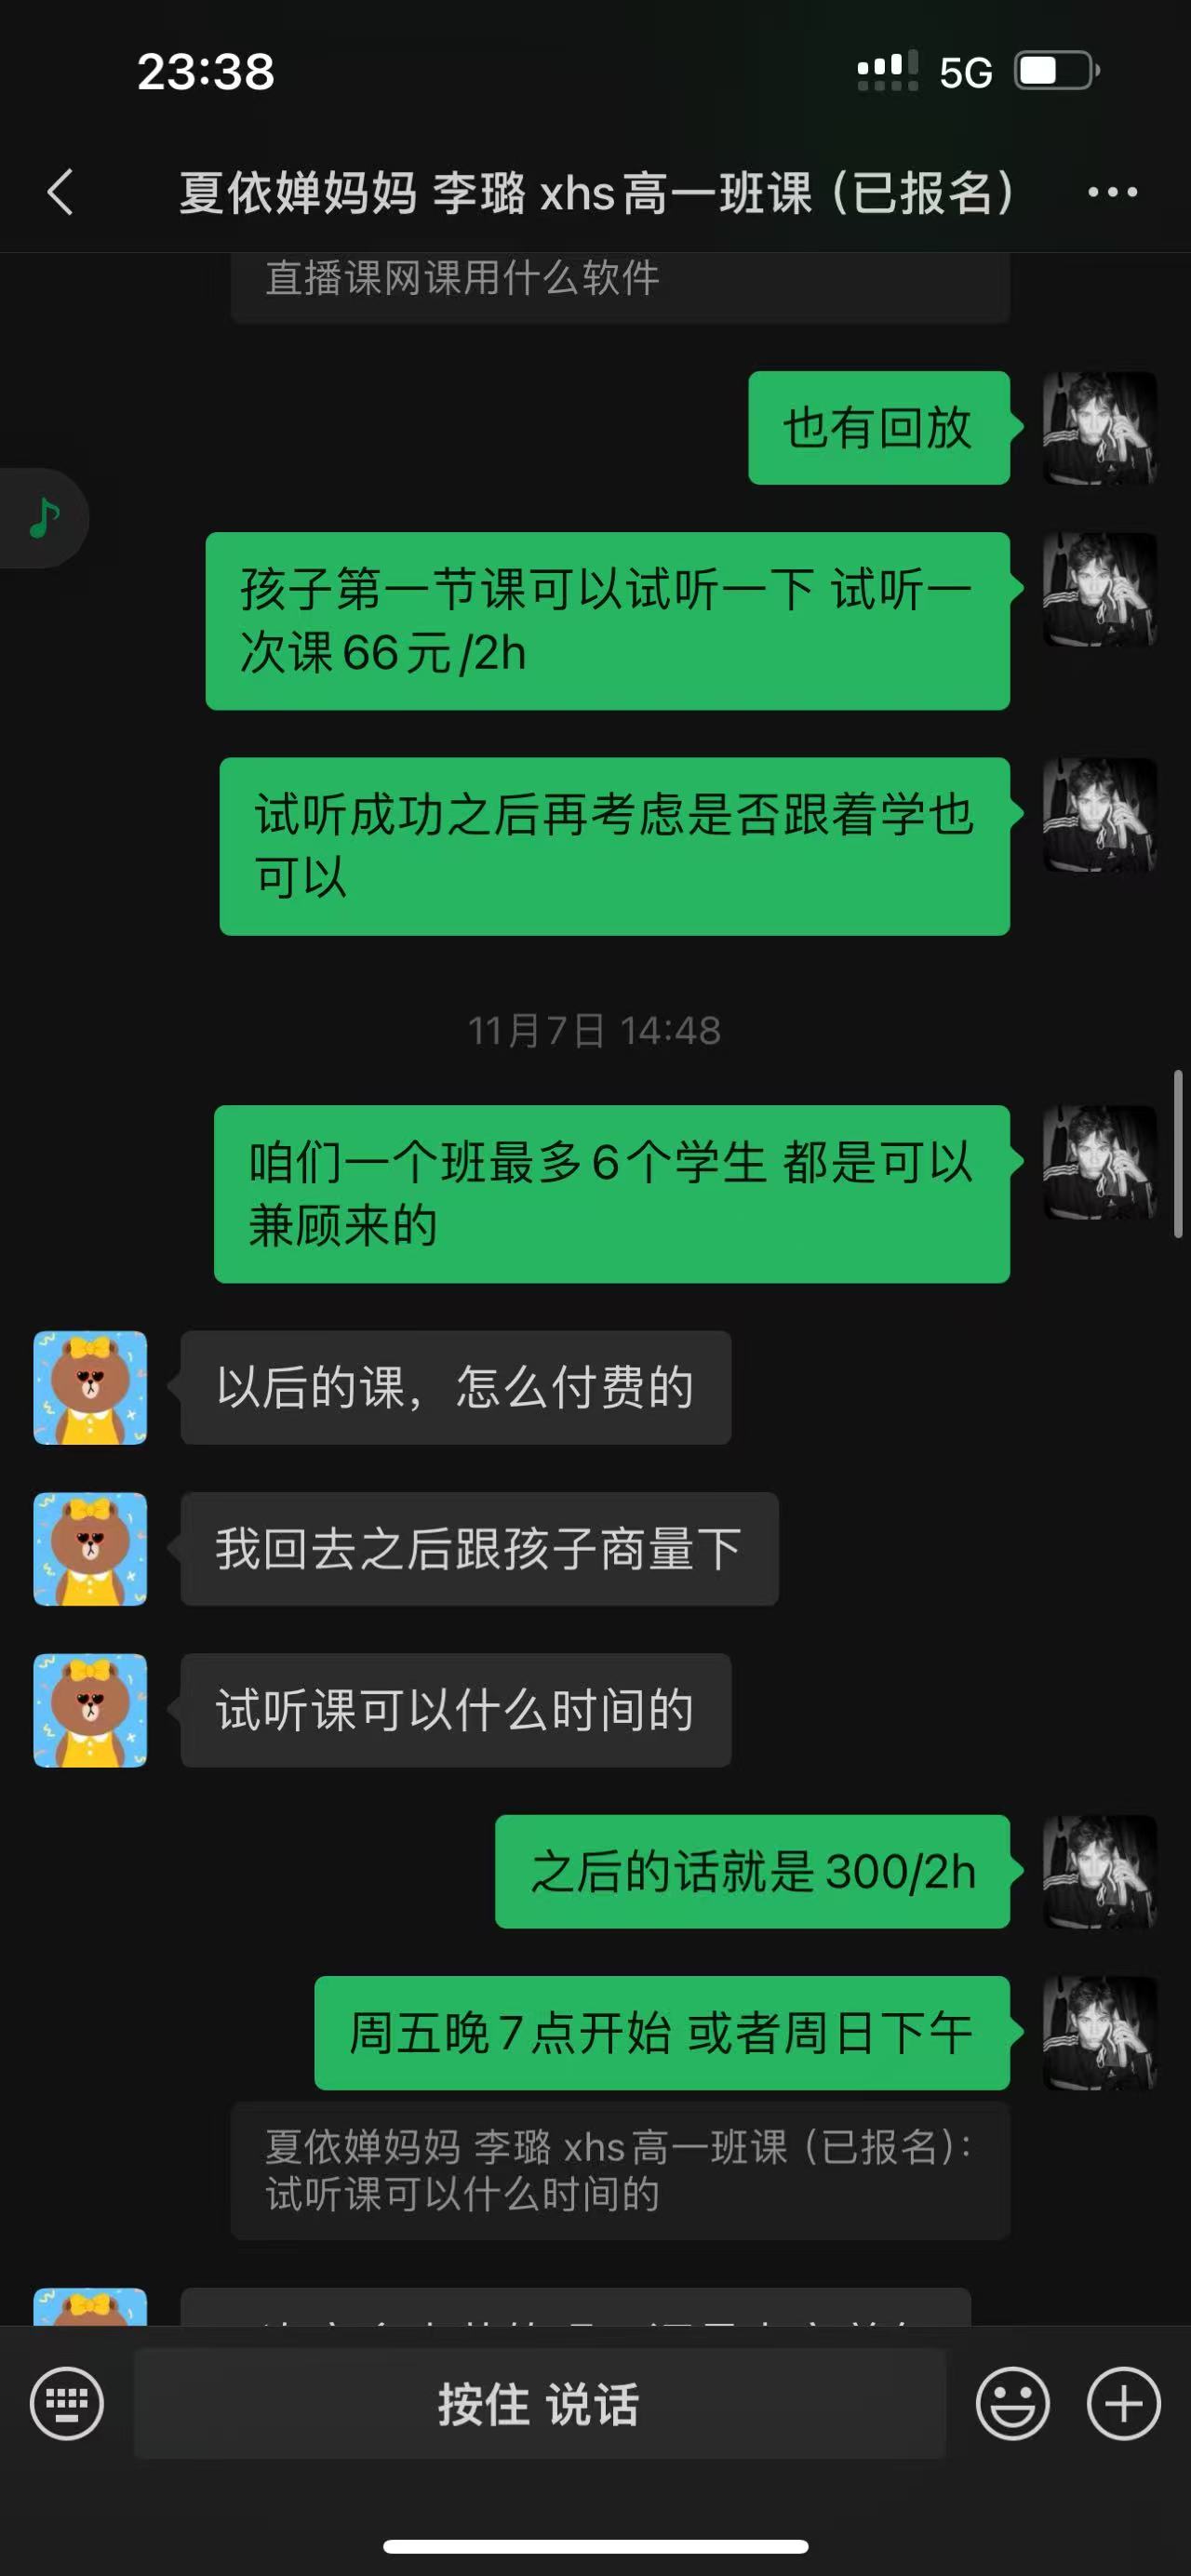 23:38
5G
夏依婵妈妈 李璐 xhs高一班课（已报名）
直播课网课用什么软件
也有回放
孩子第一节课可以试听一下 试听一
次课66元/2h
试听成功之后再考虑是否跟着学也
可以
11月7日 14:48
咱们一个班最多6个学生 都是可以
兼顾来的
以后的课，怎么付费的
我回去之后跟孩子商量下
试听课可以什么时间的
之后的话就是300/2h
周五晚7点开始 或者周日下午
夏依婵妈妈 李璐 xhs高一班课（已报名）：
试听课可以什么时间的
按住 说话